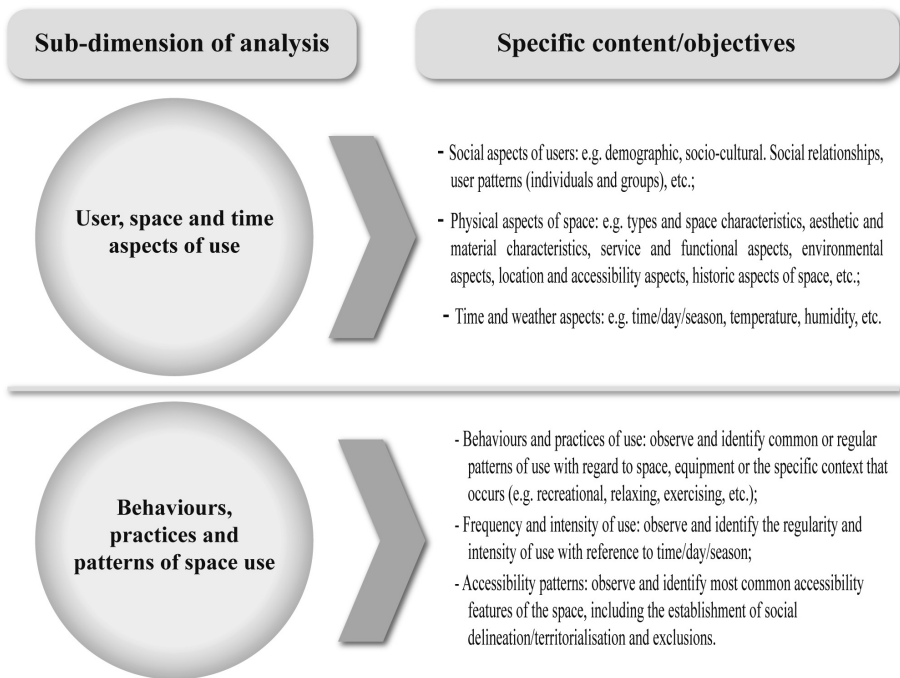 Sub-dimension of analysis
Specific content/objectives
User, space and time
aspects of use
- Social aspects of users: e.g. demographic, socio-cultural. Social relationships,
user patterns (individuals and groups), etc.;
- Physical aspects of space: e.g. types and space characteristics, aesthetic and
material characteristics, service and functional aspects, environmental
aspects, location and accessibility aspects, historic aspects of space, etc.;
- Time and weather aspects: e.g. time/day/season, temperature, humidity, etc.
Behaviours,
practices and
patterns of space use
- Behaviours and practices of use: observe and identify common or regular
patterns of use with regard to space, equipment or the specific context that
occurs (e.g. recreational, relaxing, exercising, etc.);
- Frequency and intensity of use: observe and identify the regularity and
intensity of use with reference to time/day/season;
- Accessibility patterns: observe and identify most common accessibility
features of the space, including the establishment of social
delineation/territorialisation and exclusions.